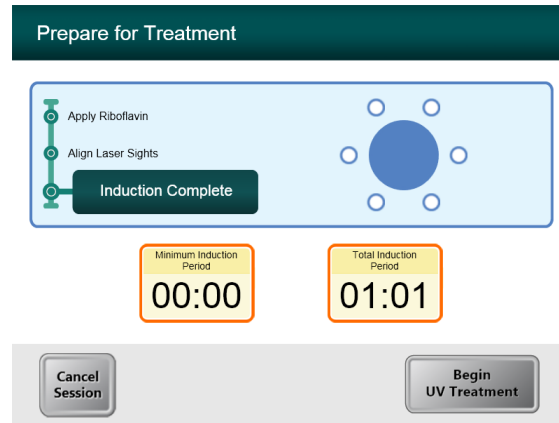 Prepare for Treatment
Apply Riboflavin
Align Laser Sights
Induction Complete
Minimum Induction
Period
00:00
Total Induction
Period
01:01
Cancel
Session
Begin
UV Treatment